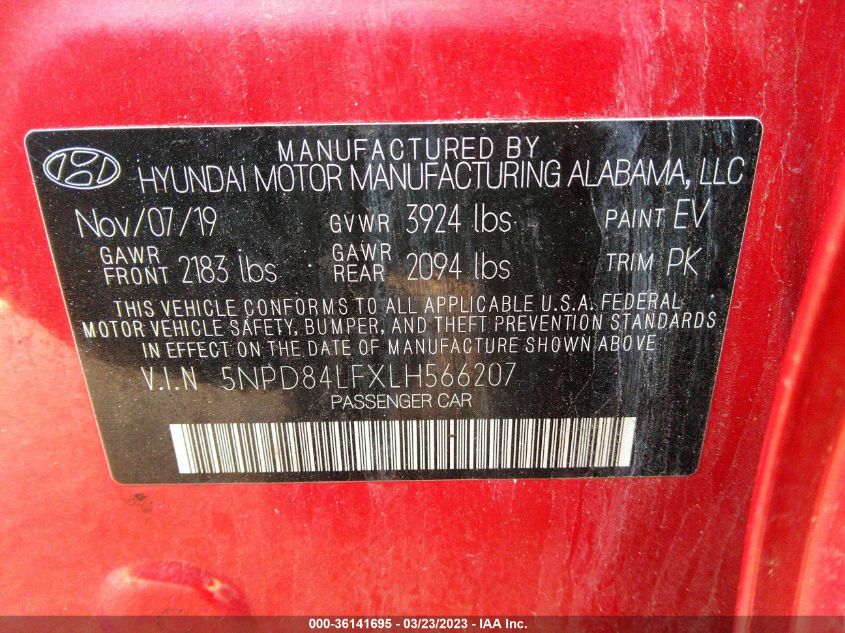 MANUFACTURED BY
HYUNDAI MOTOR MANUFACTURING ALABAMA, LLC
Nov/07/19 GVWR 3924 lbs PAINT EV
GAWR FRONT 2183 lbs GAWR REAR 2094 lbs TRIM PK
THIS VEHICLE CONFORMS TO ALL APPLICABLE U.S.A. FEDERAL
MOTOR VEHICLE SAFETY, BUMPER, AND THEFT PREVENTION STANDARDS
IN EFFECT ON THE DATE OF MANUFACTURE SHOWN ABOVE.
V.I.N 5NPD84LFXLH566207
PASSENGER CAR
000-36141695 - 03/23/2023 - IAA Inc.